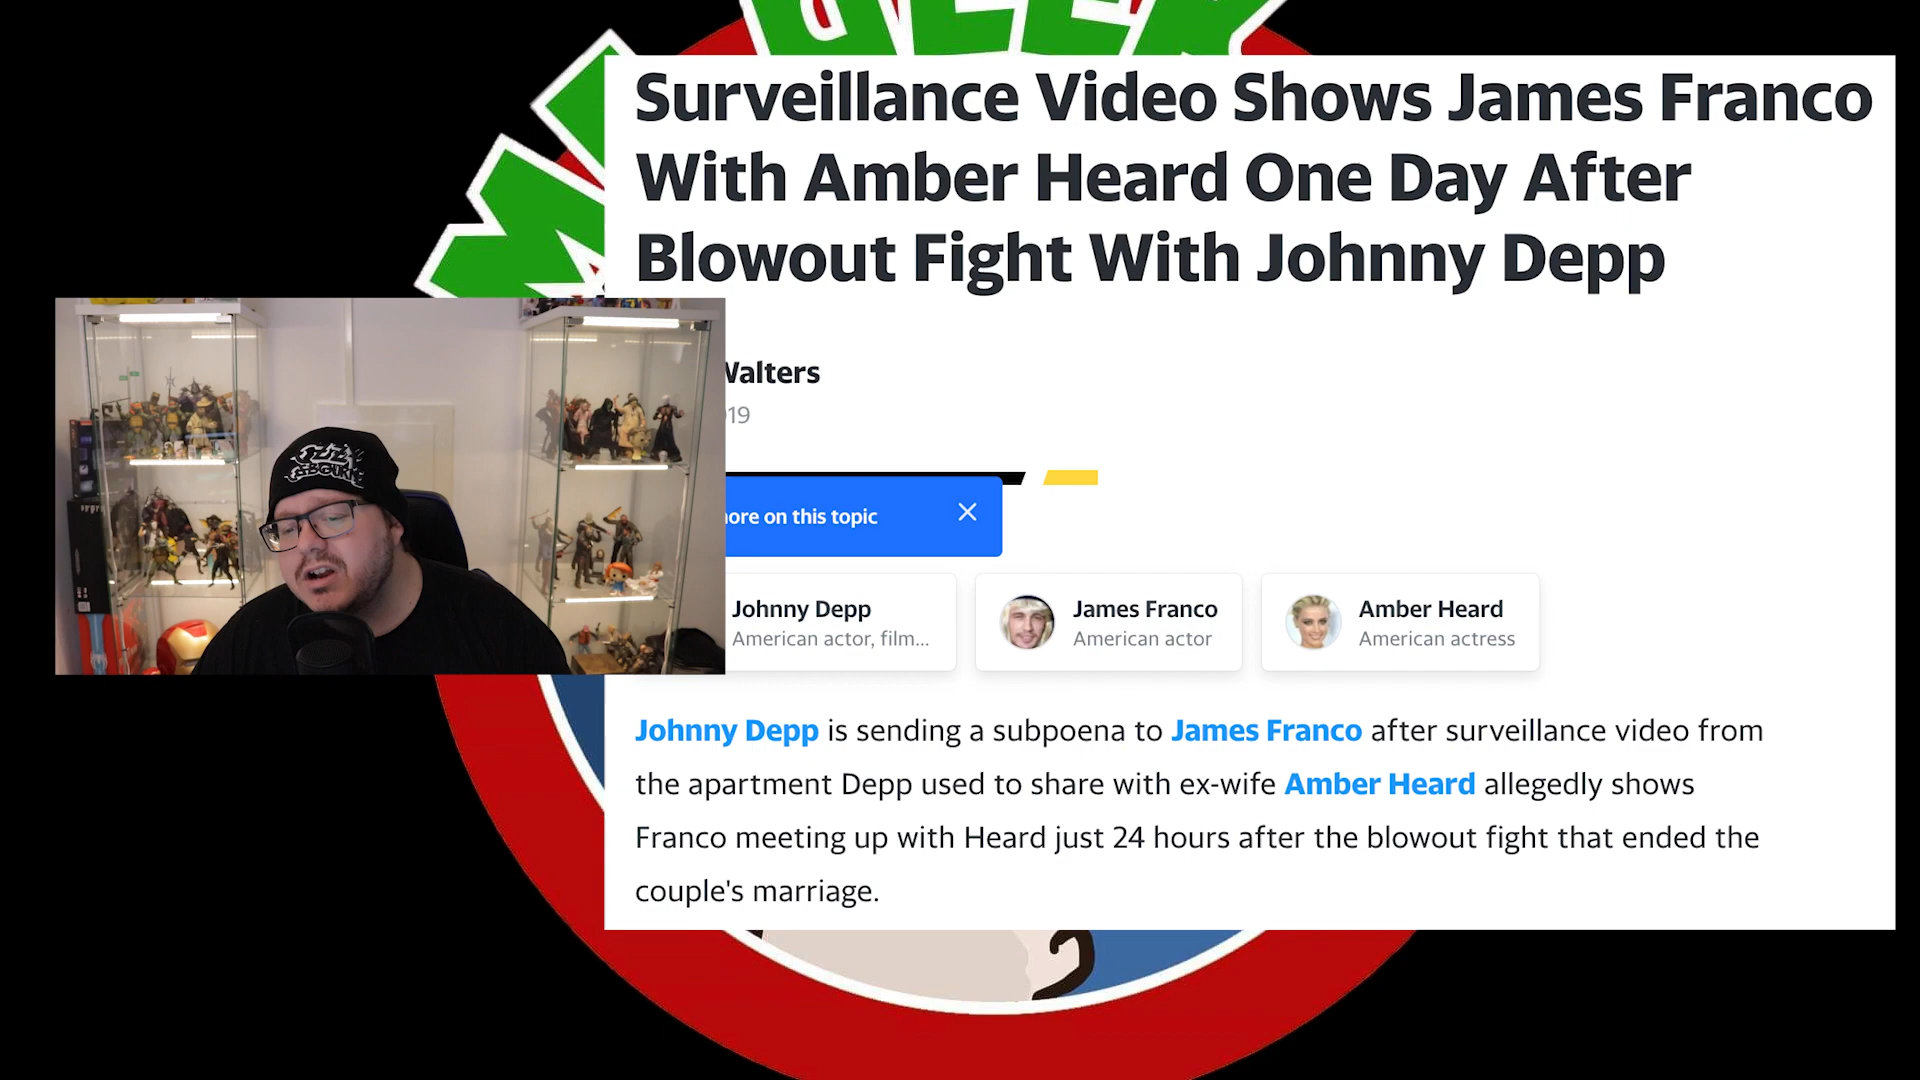 Surveillance Video Shows James Franco
With Amber Heard One Day After
Blowout Fight With Johnny Depp
Walters
19
more on this topic
Johnny Depp
American actor, film...
James Franco
American actor
Amber Heard
American actress
Johnny Depp is sending a subpoena to James Franco after surveillance video from
the apartment Depp used to share with ex-wife Amber Heard allegedly shows
Franco meeting up with Heard just 24 hours after the blowout fight that ended the
couple's marriage.